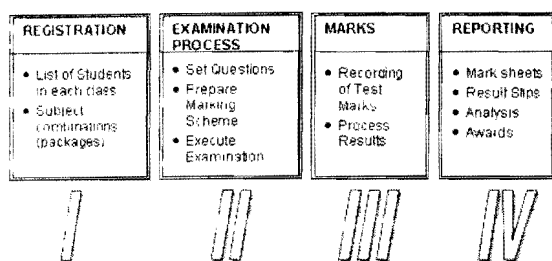 REGISTRATION
• List of Students
in each class
• Subject
combinations
(packages)
EXAMINATION
PROCESS
• Set Questions
• Prepare
Marking
Scheme
• Execute
Examination
MARKS
• Recording
of Test
Marks
• Process
Results
REPORTING
• Mark sheets
• Result Slips
• Analysis
• Awards
I
II
III
IV